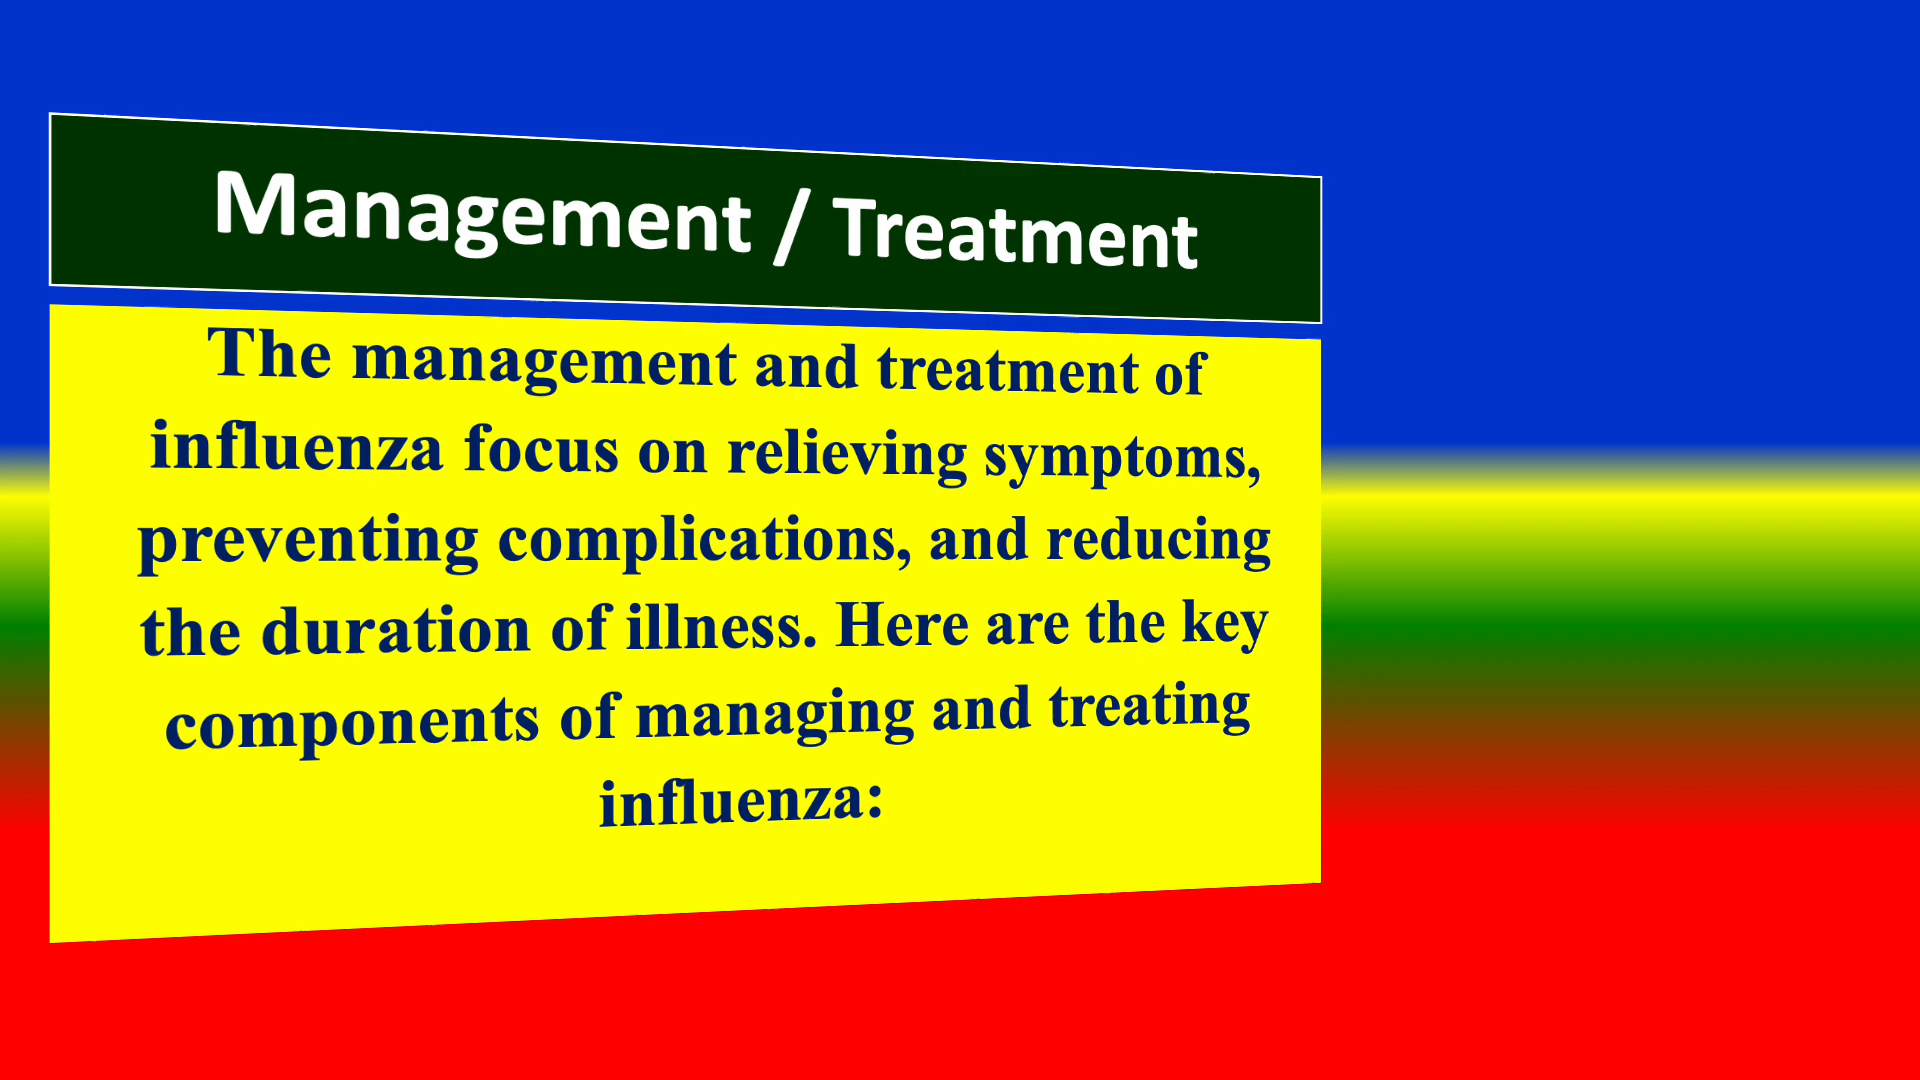 Management / Treatment
The management and treatment of
influenza focus on relieving symptoms,
preventing complications, and reducing
the duration of illness. Here are the key
components of managing and treating
influenza: